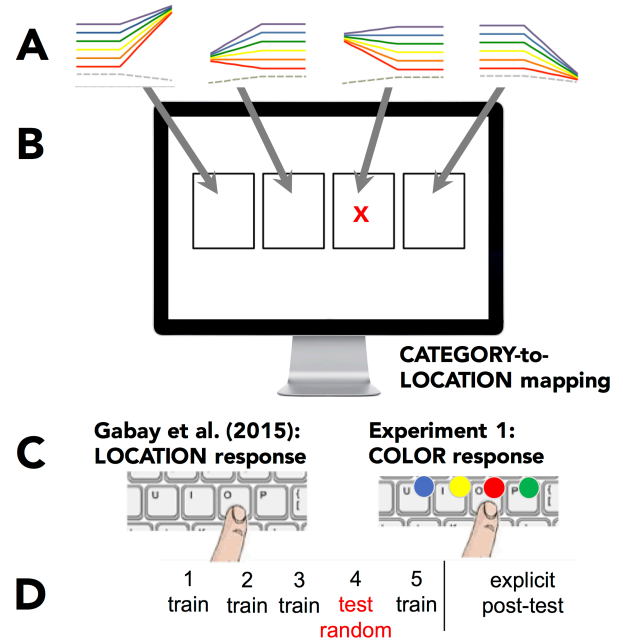 A
B
X
CATEGORY-to-
LOCATION mapping
C
Gabay et al. (2015):
LOCATION response
Experiment 1:
COLOR response
U I O P
U I O P
D
1 2 3 4 5 explicit
train train train test train post-test
random